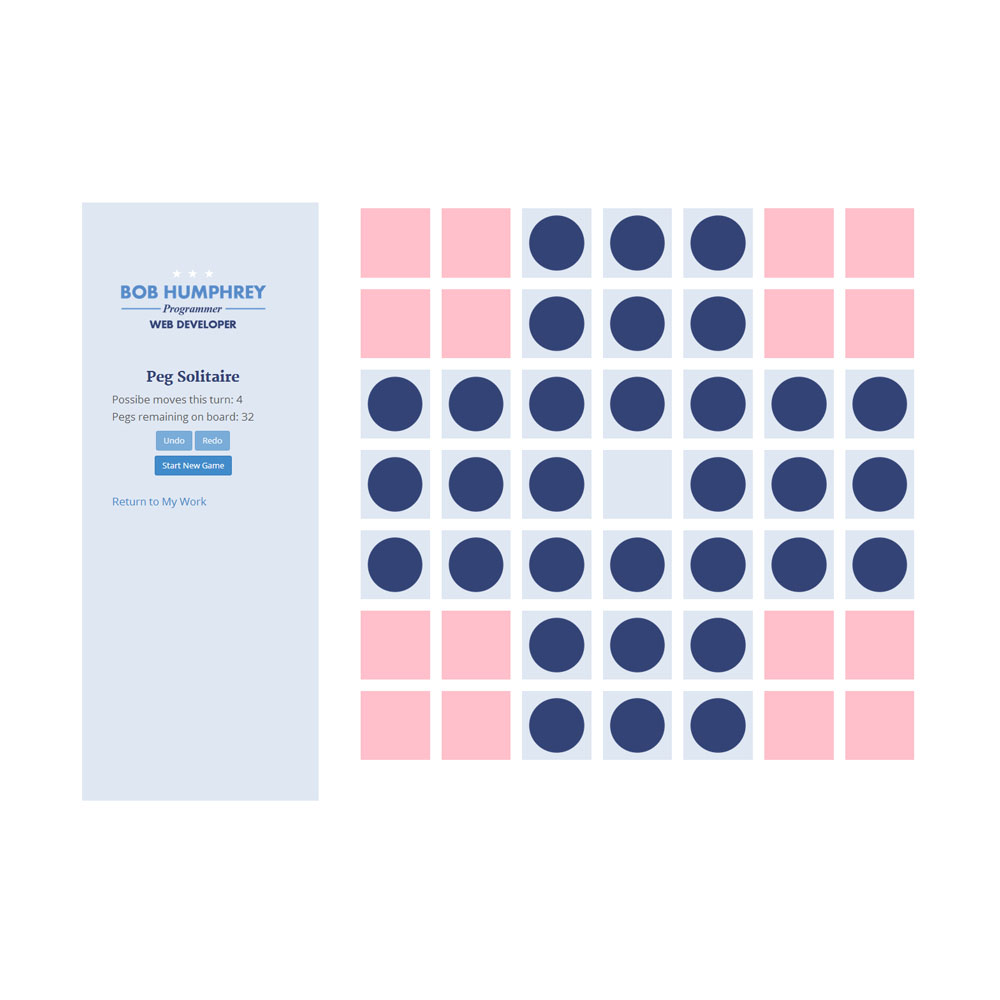 BOB HUMPHREY
Programmer
WEB DEVELOPER
Peg Solitaire
Possibe moves this turn: 4
Pegs remaining on board: 32
Undo Redo
Start New Game
Return to My Work